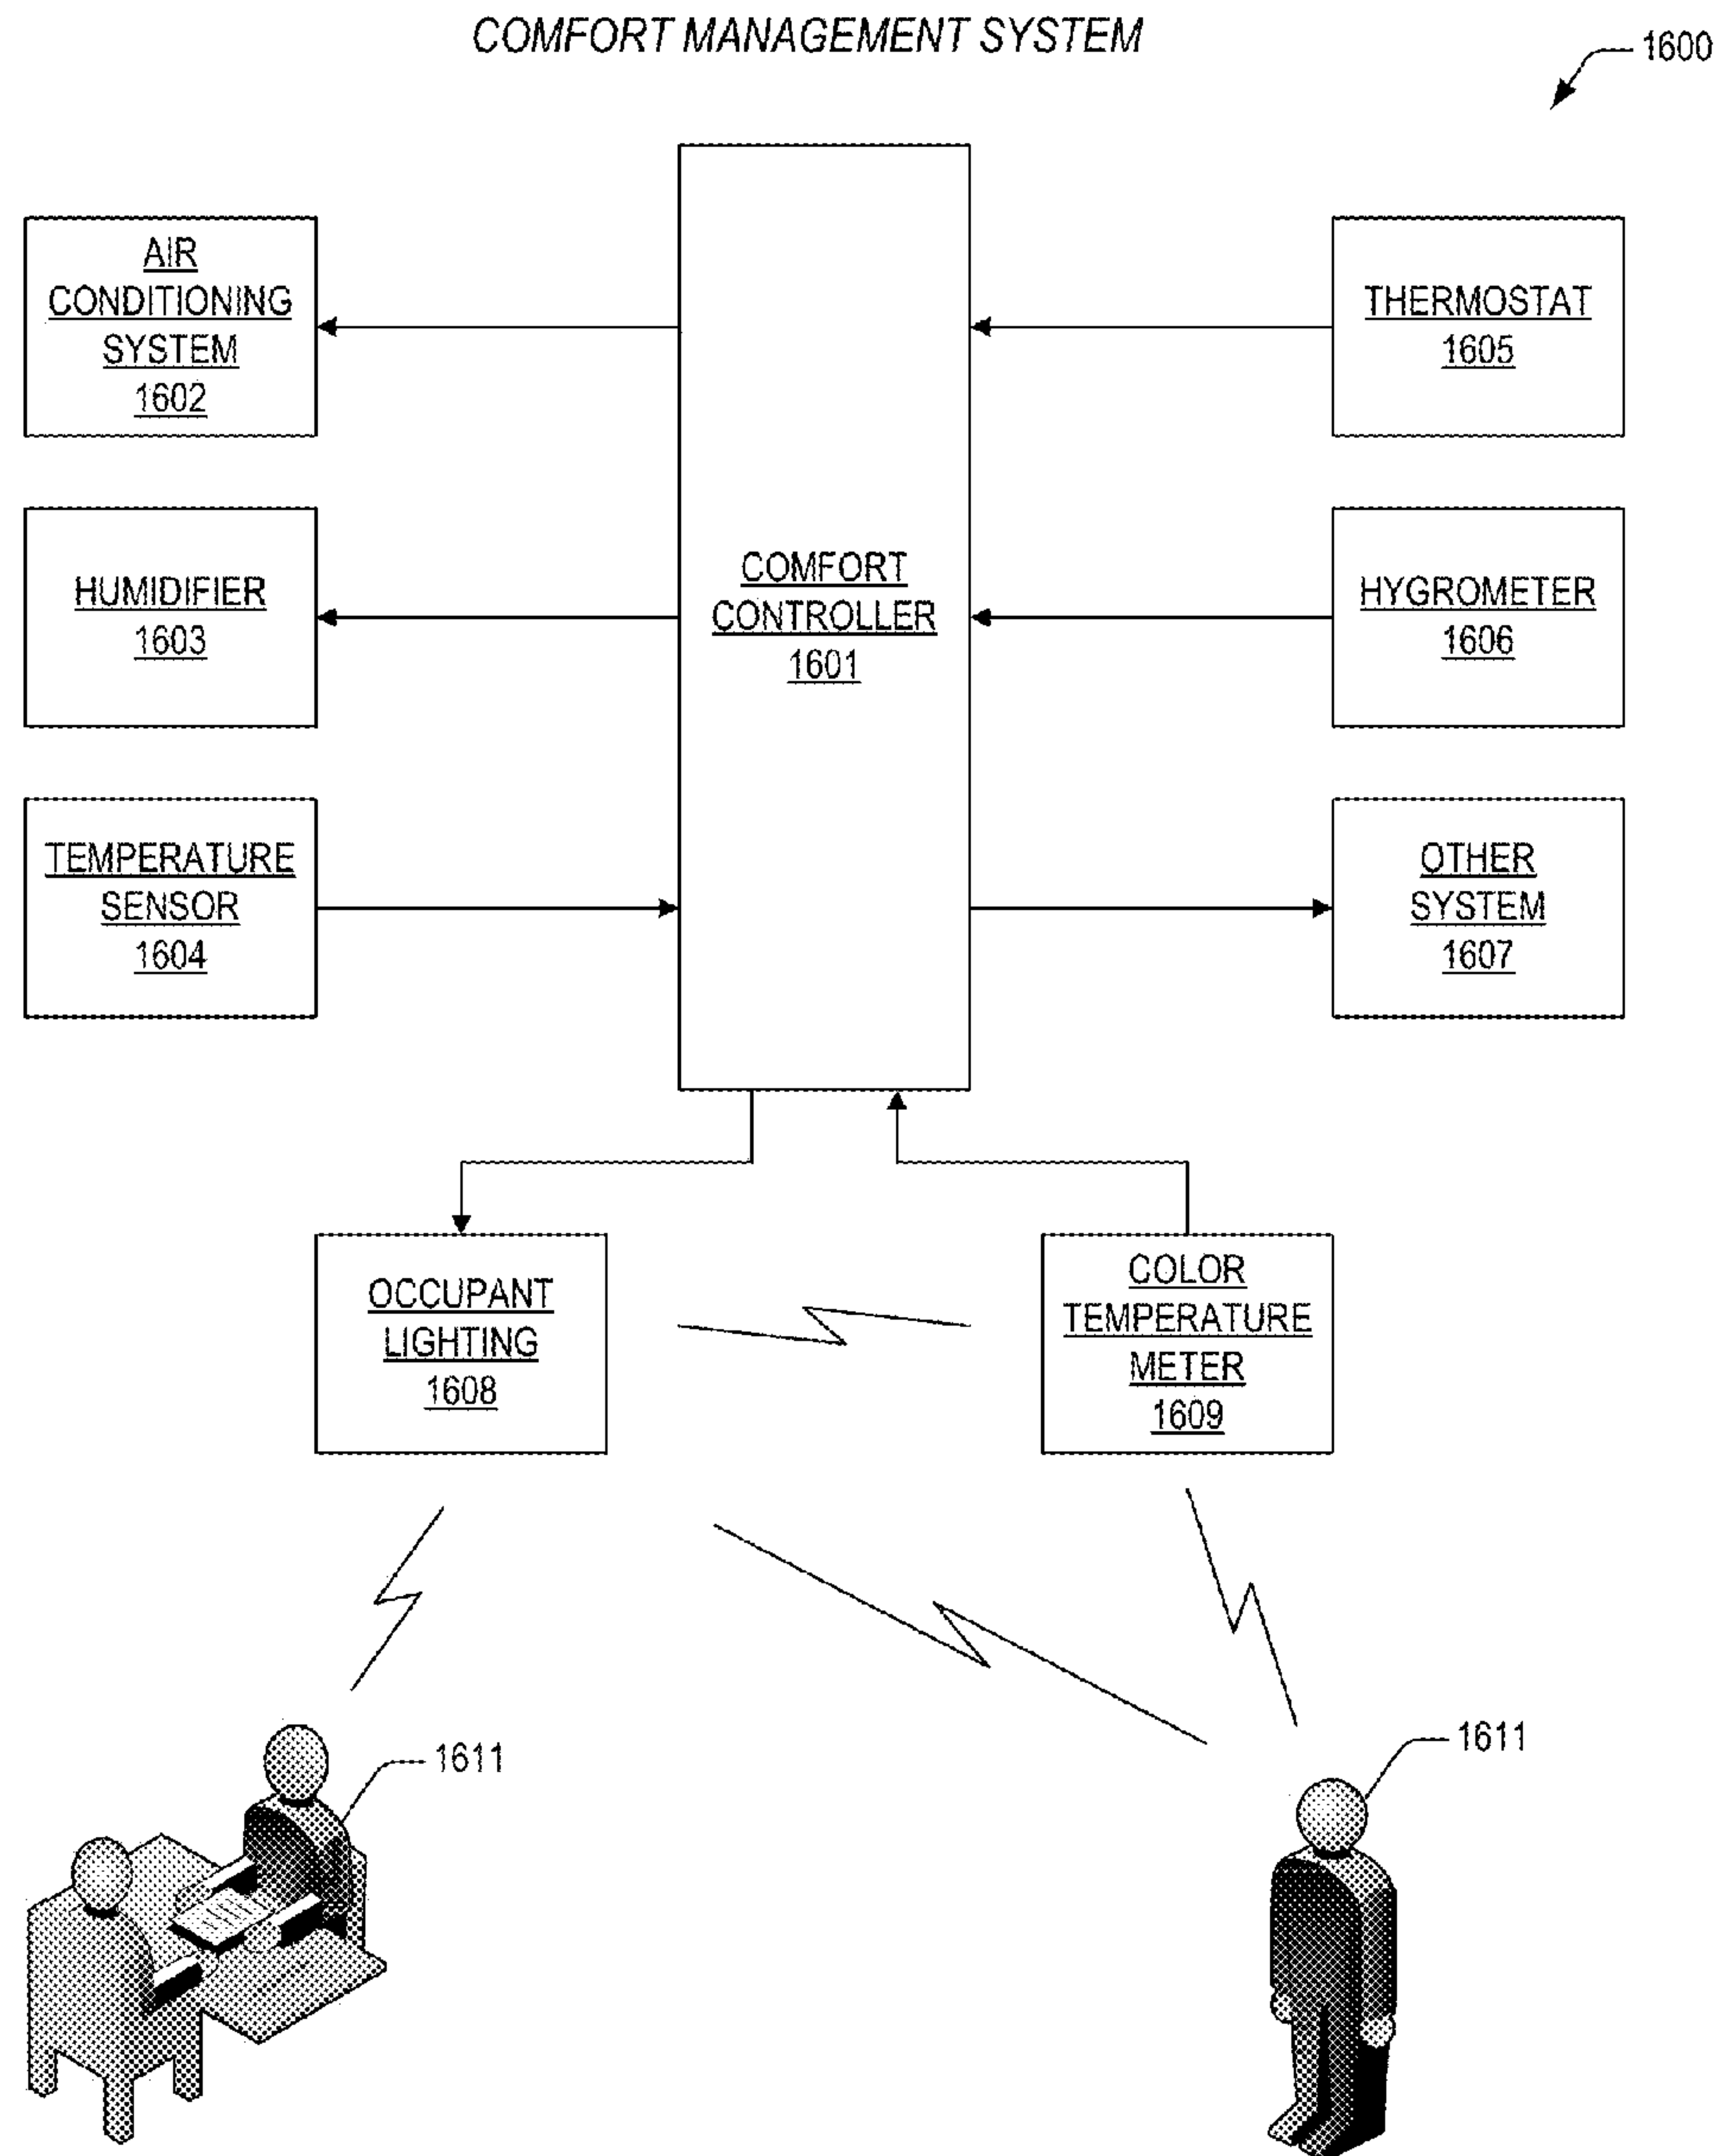 COMFORT MANAGEMENT SYSTEM
1600
AIR
CONDITIONING
SYSTEM
1602
THERMOSTAT
1605
COMFORT
CONTROLLER
1601
HUMIDIFIER
1603
HYGROMETER
1606
TEMPERATURE
SENSOR
1604
OTHER
SYSTEM
1607
OCCUPANT
LIGHTING
1608
COLOR
TEMPERATURE
METER
1609
1611
1611